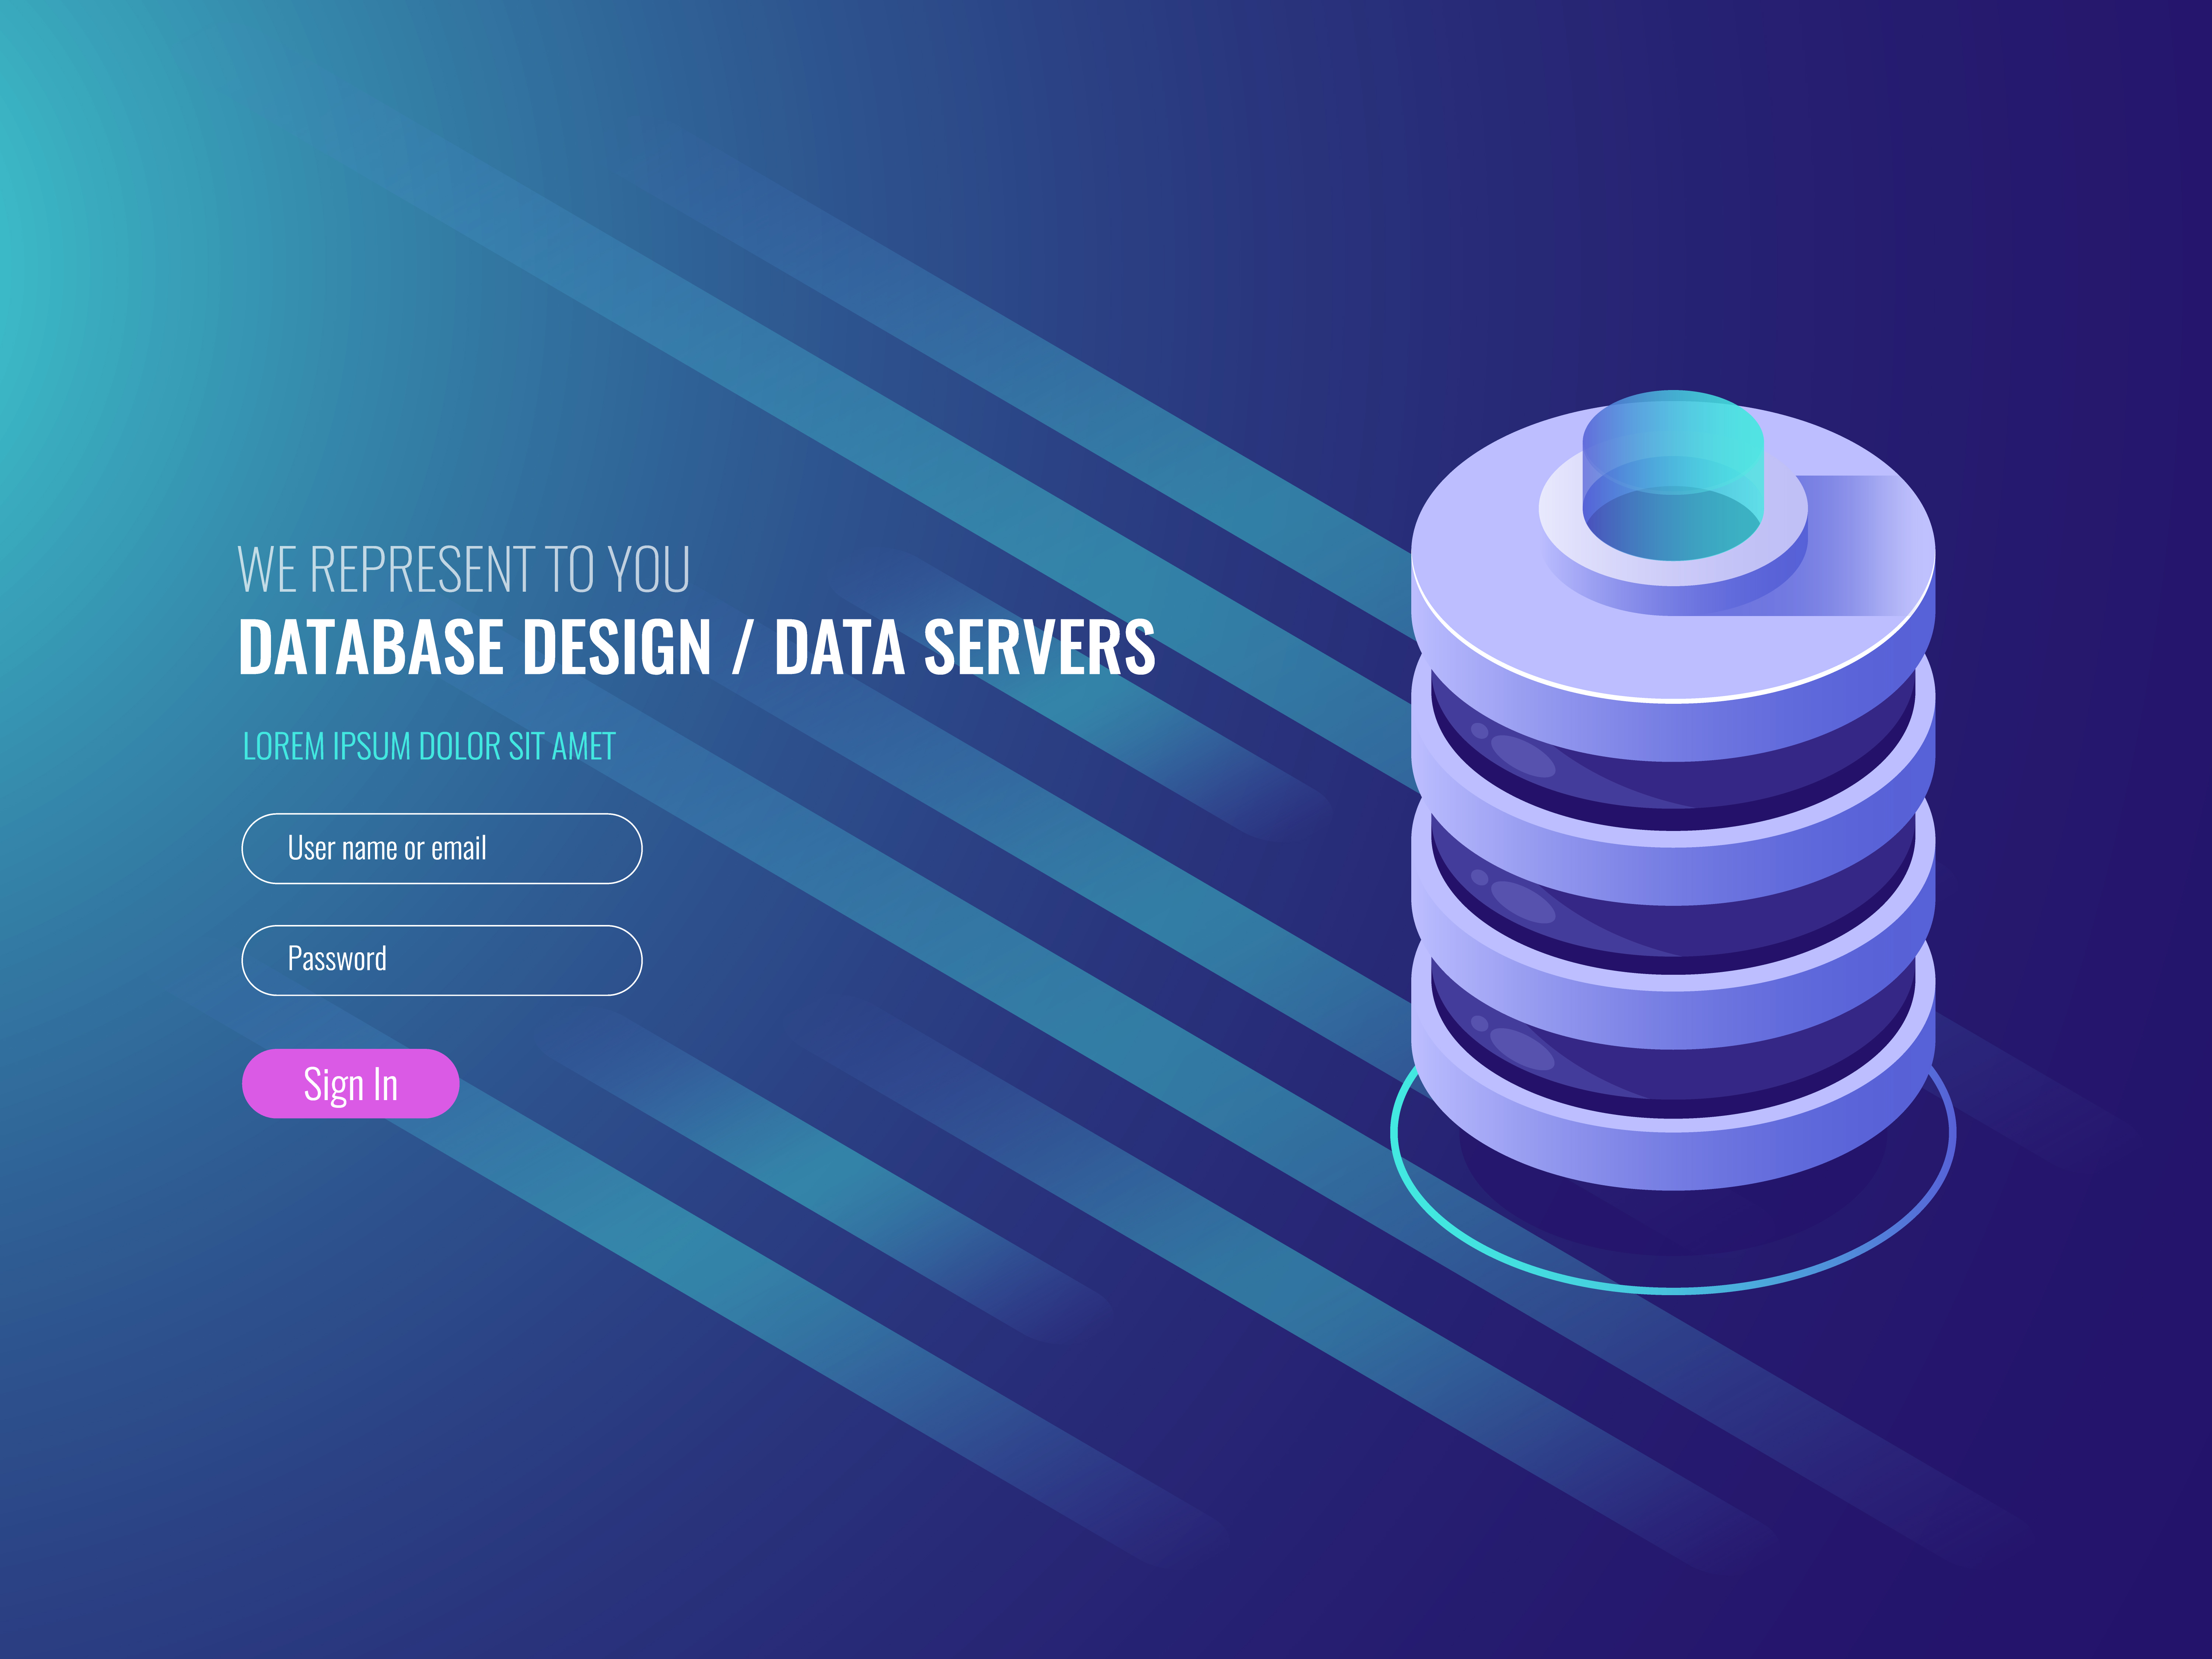 WE REPRESENT TO YOU
DATABASE DESIGN / DATA SERVERS
LOREM IPSUM DOLOR SIT AMET
User name or email
Password
Sign In